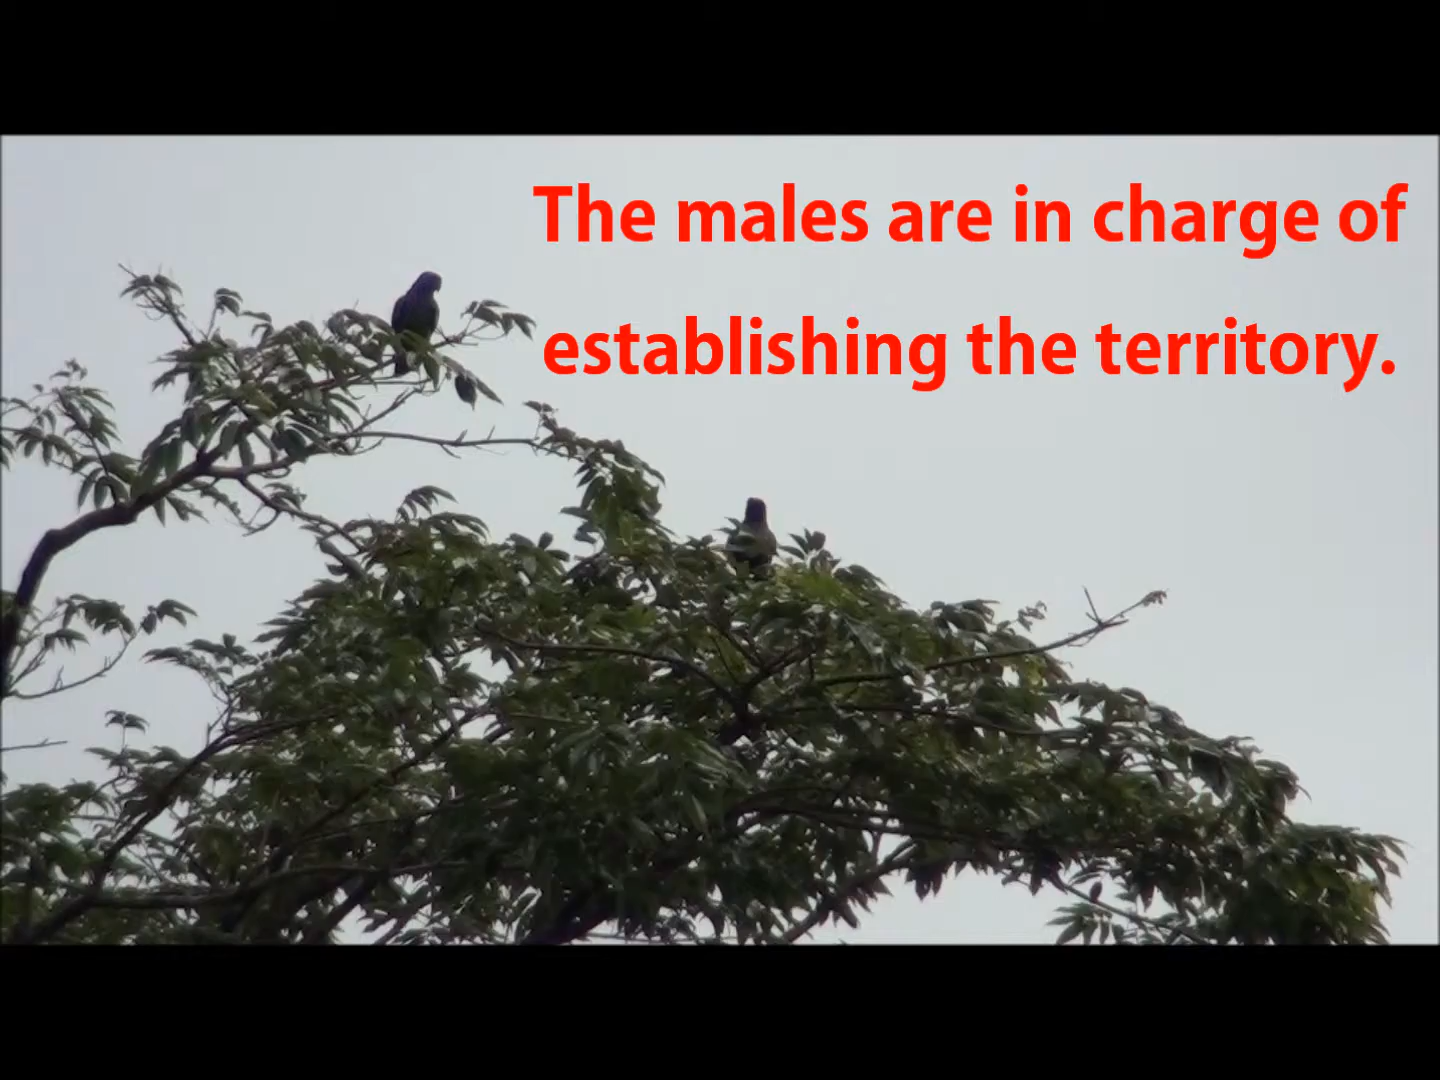 The males are in charge of
establishing the territory.